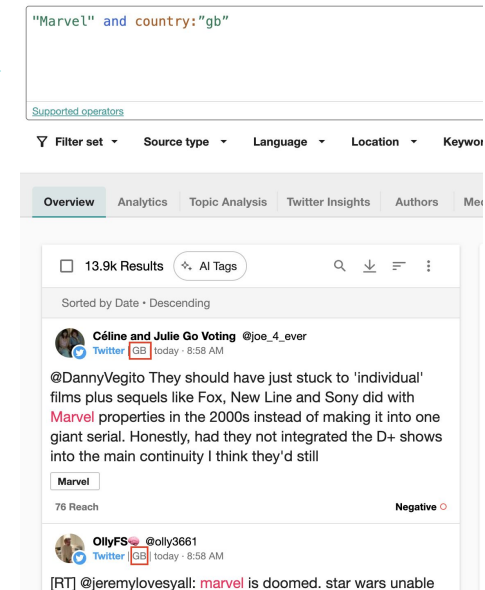 "Marvel" and country:”gb”
Supported operators
Filter set Source type Language Location Keywor
Overview Analytics Topic Analysis Twitter Insights Authors Med
13.9k Results AI Tags
Sorted by Date • Descending
Céline and Julie Go Voting @joe_4_ever
Twitter | GB | today · 8:58 AM
@DannyVegito They should have just stuck to 'individual'
films plus sequels like Fox, New Line and Sony did with
Marvel properties in the 2000s instead of making it into one
giant serial. Honestly, had they not integrated the D+ shows
into the main continuity I think they'd still
Marvel
76 Reach Negative
OllyFS🧠 @olly3661
Twitter | GB | today · 8:58 AM
[RT] @jeremylovesyall: marvel is doomed. star wars unable